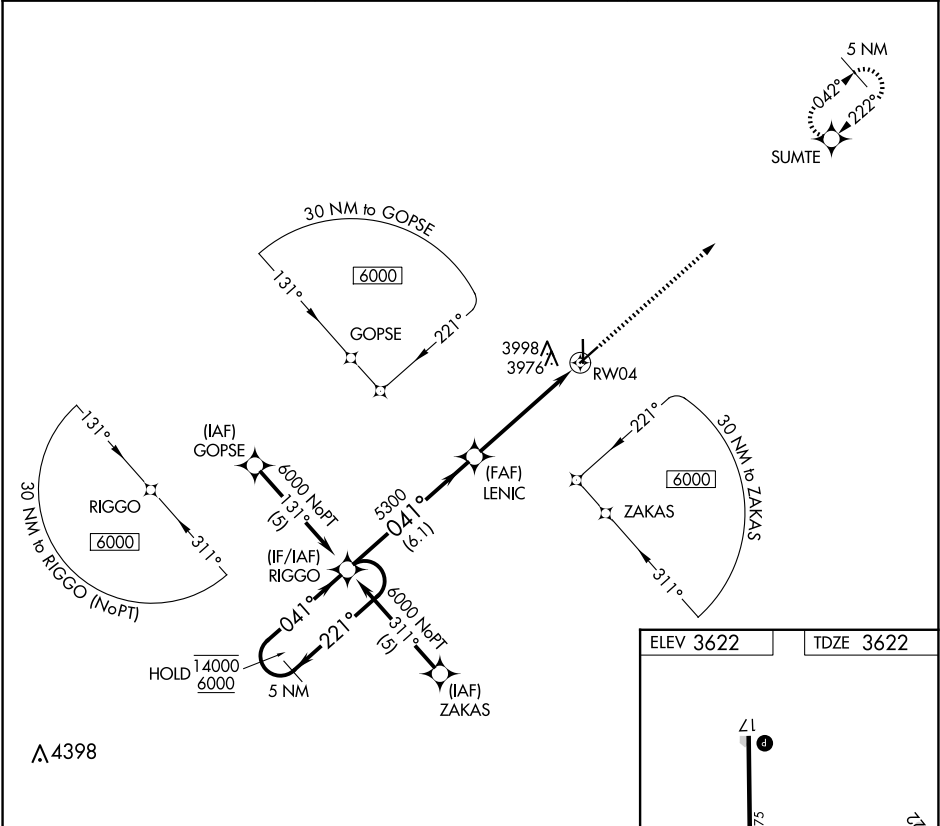 5 NM
042°
222°
SUMTE
30 NM to GOPSE
6000
131°
221°
GOPSE
3998
3976
RW04
131°
RIGGO
6000
311°
30 NM to RIGGO (NoPT)
(IAF)
GOPSE
6000 NoPT
131°
(5)
5300
041°
(6.1)
(FAF)
LENIC
221°
30 NM to ZAKAS
6000
ZAKAS
311°
(IF/IAF)
RIGGO
041°
221°
6000 NoPT
311°
(5)
HOLD 14000
6000
5 NM
(IAF)
ZAKAS
4398
ELEV 3622
TDZE 3622
17
P
75
22